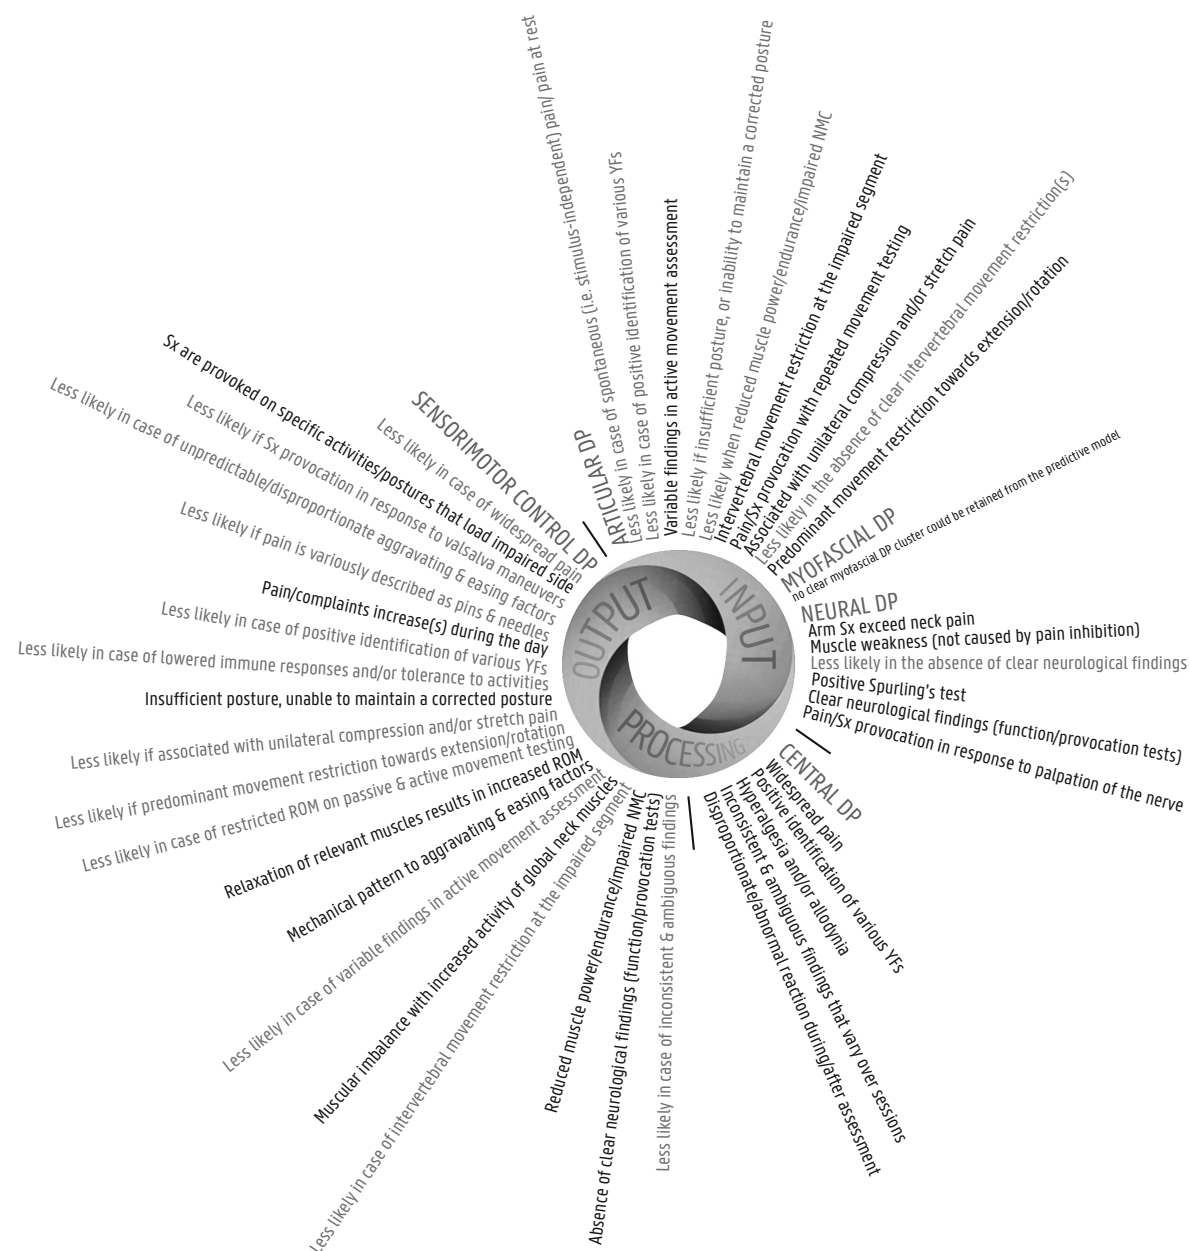 ARTICULAR DP
Less likely in case of spontaneous (i.e. stimulus-independent) pain/ pain at rest
Less likely in case of positive identification of various YFs
Variable findings in active movement assessment
Less likely if insufficient posture, or inability to maintain a corrected posture
Less likely when reduced muscle power/endurance/impaired NMC
Intervertebral movement restriction at the impaired segment
Pain/Sx provocation with repeated movement testing
Associated with unilateral compression and/or stretch pain
Less likely in the absence of clear intervertebral movement restriction(s)
Predominant movement restriction towards extension/rotation
MYOFASCIAL DP
no clear myofascial DP cluster could be retained from the predictive model
NEURAL DP
Arm Sx exceed neck pain
Muscle weakness (not caused by pain inhibition)
Less likely in the absence of clear neurological findings
Positive Spurling's test
Clear neurological findings (function/provocation tests)
Pain/Sx provocation in response to palpation of the nerve
CENTRAL DP
Widespread pain
Positive identification of various YFs
Hyperalgesia and/or allodynia
Inconsistent & ambiguous findings that vary over sessions
Disproportionate/abnormal reaction during/after assessment
Less likely in case of inconsistent & ambiguous findings
Absence of clear neurological findings (function/provocation tests)
Reduced muscle power/endurance/impaired NMC
Less likely in case of intervertebral movement restriction at the impaired segment
Muscular imbalance with increased activity of global neck muscles
Less likely in case of variable findings in active movement assessment
Mechanical pattern to aggravating & easing factors
Relaxation of relevant muscles results in increased ROM
Less likely in case of restricted ROM on passive & active movement testing
Less likely if predominant movement restriction towards extension/rotation
Less likely if associated with unilateral compression and/or stretch pain
Insufficient posture, unable to maintain a corrected posture
Less likely in case of lowered immune responses and/or tolerance to activities
Less likely in case of positive identification of various YFs
Pain/complaints increase(s) during the day
Less likely if pain is variously described as pins & needles
Less likely in case of unpredictable/disproportionate aggravating & easing factors
Less likely if Sx provocation in response to valsalva maneuvers
Sx are provoked on specific activities/postures that load impaired side
Less likely in case of widespread pain
SENSORIMOTOR CONTROL DP
INPUT
PROCESSING
OUTPUT